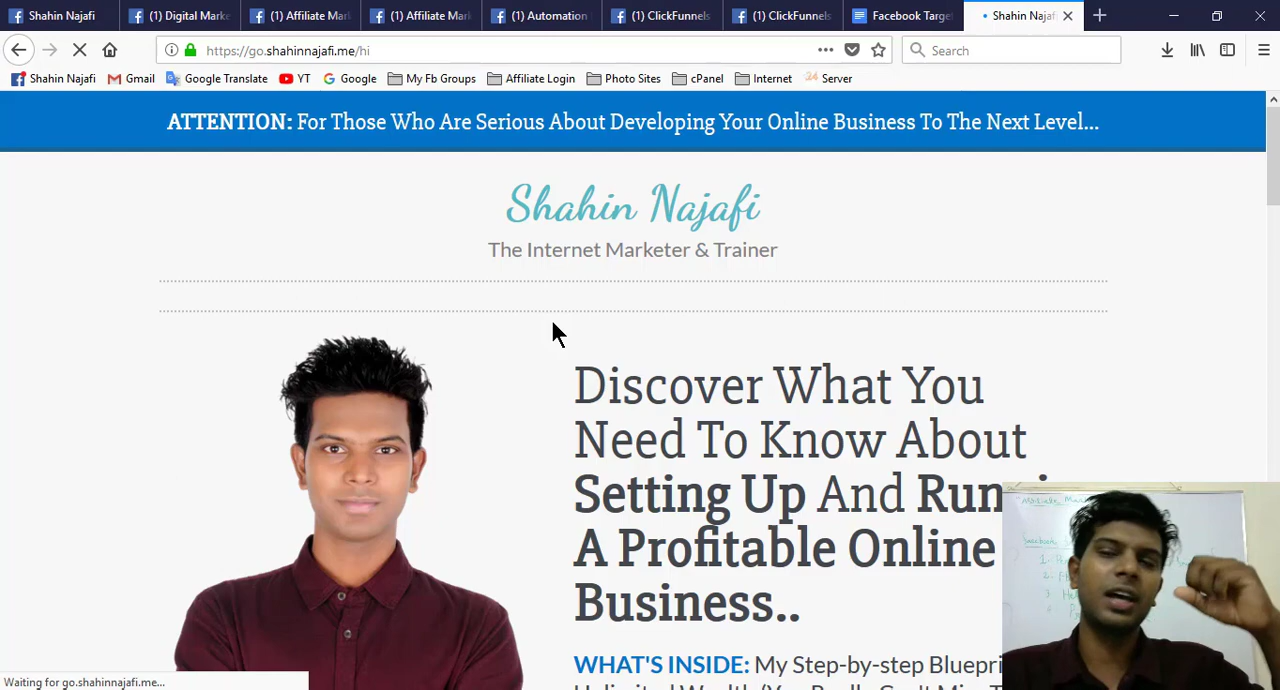 Shahin Najafi
(1) Digital Marke
(1) Affiliate Mar
(1) Affiliate Mar
(1) Automation
(1) ClickFunnels
(1) ClickFunnels
Facebook Targe
Shahin Najaf
https://go.shahinnajafi.me/hi
Search
Shahin Najafi
Gmail
Google Translate
YT
Google
My Fb Groups
Affiliate Login
Photo Sites
cPanel
Internet
Server
ATTENTION: For Those Who Are Serious About Developing Your Online Business To The Next Level...
Shahin Najafi
The Internet Marketer & Trainer
Discover What You
Need To Know About
Setting Up And Run
A Profitable Online
Business..
WHAT'S INSIDE: My Step-by-step Blueprin
Waiting for go.shahinnajafi.me...